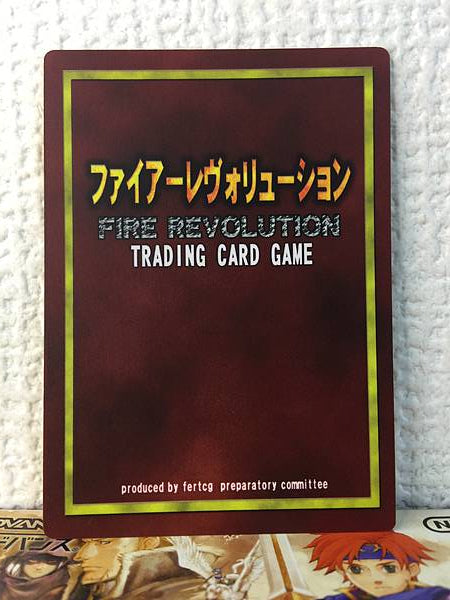 ファイアーレヴォリューション
FIRE REVOLUTION
TRADING CARD GAME
produced by fertcg preparatory committee